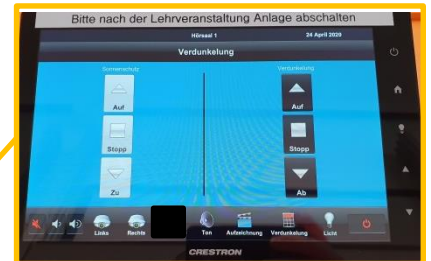 Bitte nach der Lehrveranstaltung Anlage abschalten
Hörsaal 1
24 April 2020
Verdunkelung
Sonnenschutz
Verdunkelung
Auf
Auf
Stopp
Stopp
Zu
Ab
Links
Rechts
Ton
Aufzeichnung
Verdunkelung
Licht
CRESTRON